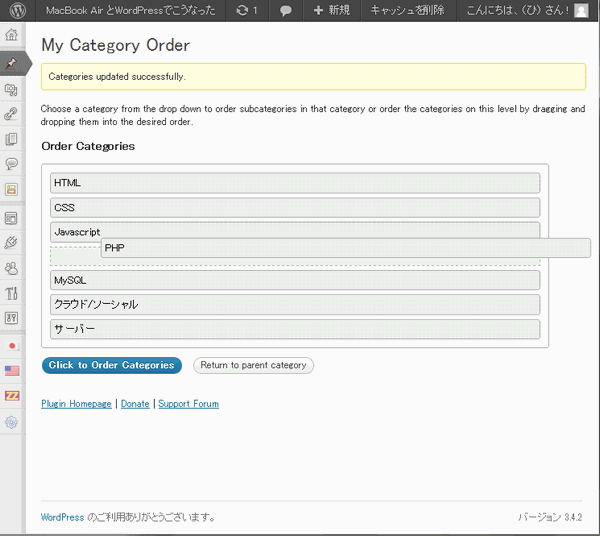 MacBook Air とWordPressでこうなった 1 新規 キャッシュを削除 こんにちは、(ぴ) さん !
My Category Order
Categories updated successfully.
Choose a category from the drop down to order subcategories in that category or order the categories on this level by dragging and
dropping them into the desired order.
Order Categories
HTML
CSS
Javascript
PHP
MySQL
クラウド/ソーシャル
サーバー
Click to Order Categories Return to parent category
Plugin Homepage | Donate | Support Forum
WordPress のご利用ありがとうございます。 バージョン 3.4.2